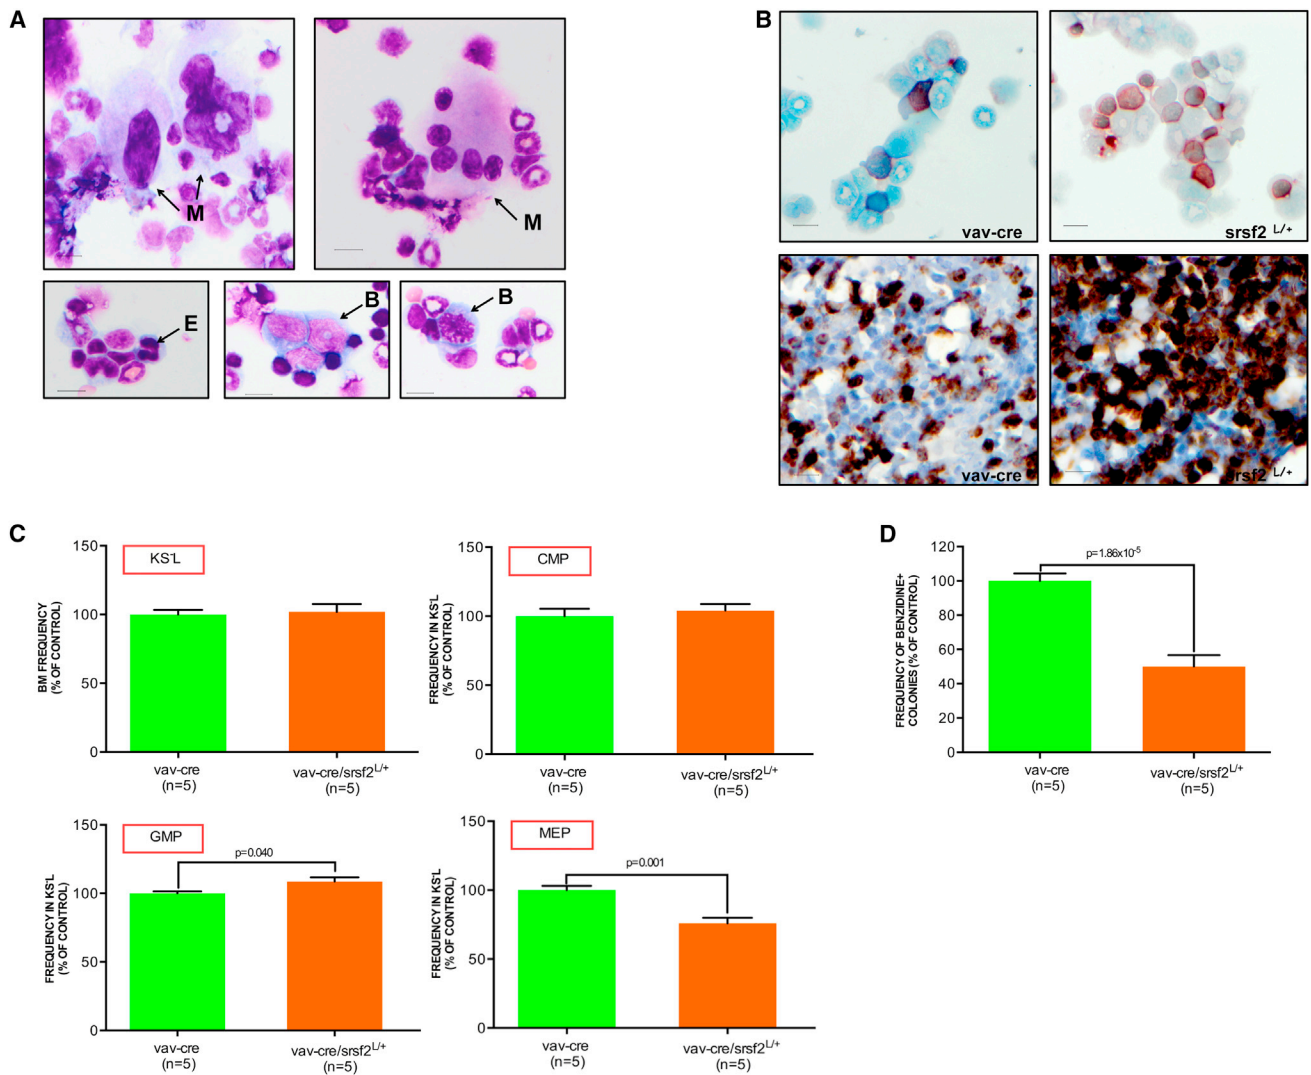 A
M
M
E
B
B
B
vav-cre
srsf2 L/+
vav-cre
rsf2 L/+
C
150
100
50
0
BM FREQUENCY
(% OF CONTROL)
KS-L
vav-cre
(n=5)
vav-cre/srsf2L/+
(n=5)
150
100
50
0
FREQUENCY IN KS-L
(% OF CONTROL)
CMP
vav-cre
(n=5)
vav-cre/srsf2L/+
(n=5)
D
120
100
80
60
40
20
0
FREQUENCY OF BENZIDINE+
COLONIES (% OF CONTROL)
p=1.86x10-5
vav-cre
(n=5)
vav-cre/srsf2L/+
(n=5)
150
100
50
0
FREQUENCY IN KS-L
(% OF CONTROL)
GMP
p=0.040
vav-cre
(n=5)
vav-cre/srsf2L/+
(n=5)
150
100
50
0
FREQUENCY IN KS-L
(% OF CONTROL)
MEP
p=0.001
vav-cre
(n=5)
vav-cre/srsf2L/+
(n=5)